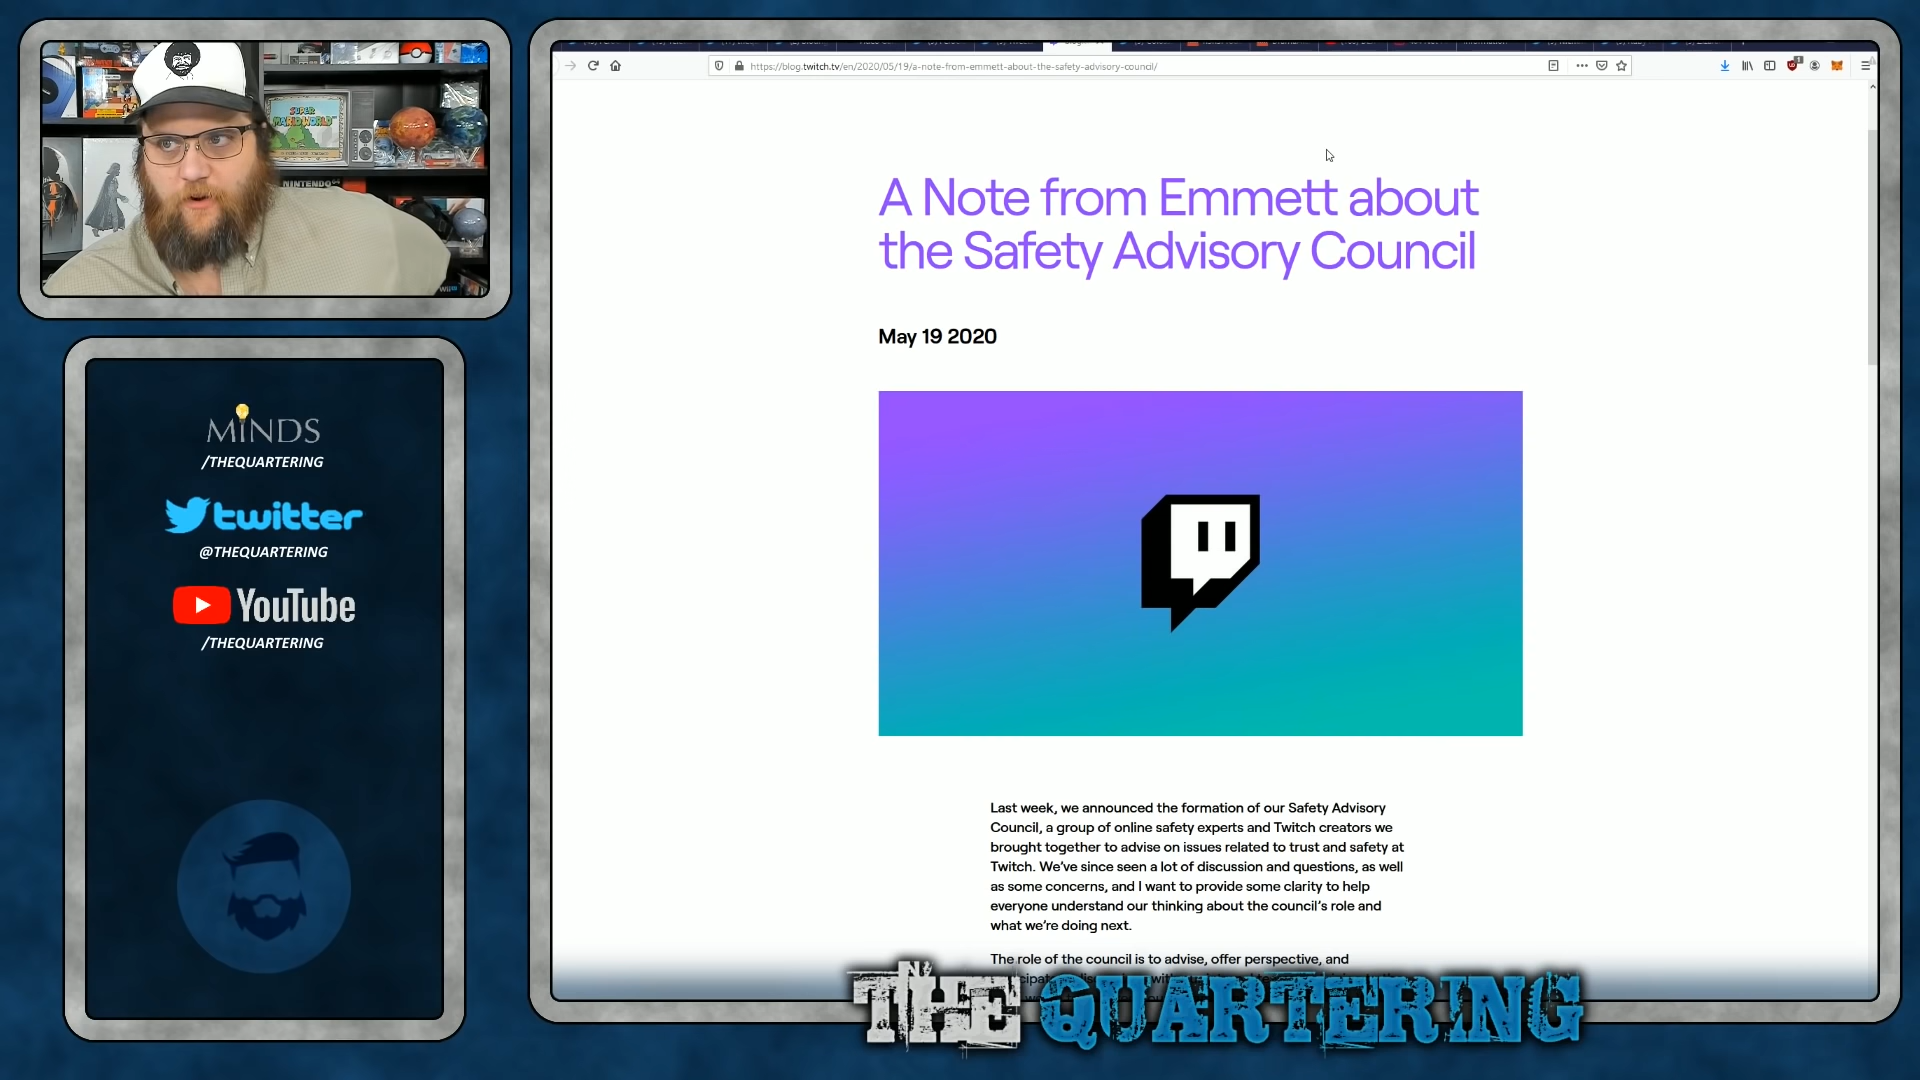 SUPER
MARIO WORLD
NINTENDO
Wii
MINDS
/THEQUARTERING
twitter
@THEQUARTERING
YouTube
/THEQUARTERING
https://blog.twitch.tv/en/2020/05/19/a-note-from-emmett-about-the-safety-advisory-council/
A Note from Emmett about
the Safety Advisory Council
May 19 2020
Last week, we announced the formation of our Safety Advisory
Council, a group of online safety experts and Twitch creators we
brought together to advise on issues related to trust and safety at
Twitch. We've since seen a lot of discussion and questions, as well
as some concerns, and I want to provide some clarity to help
everyone understand our thinking about the council's role and
what we're doing next.
The role of the council is to advise, offer perspective, and
THE QUARTERING